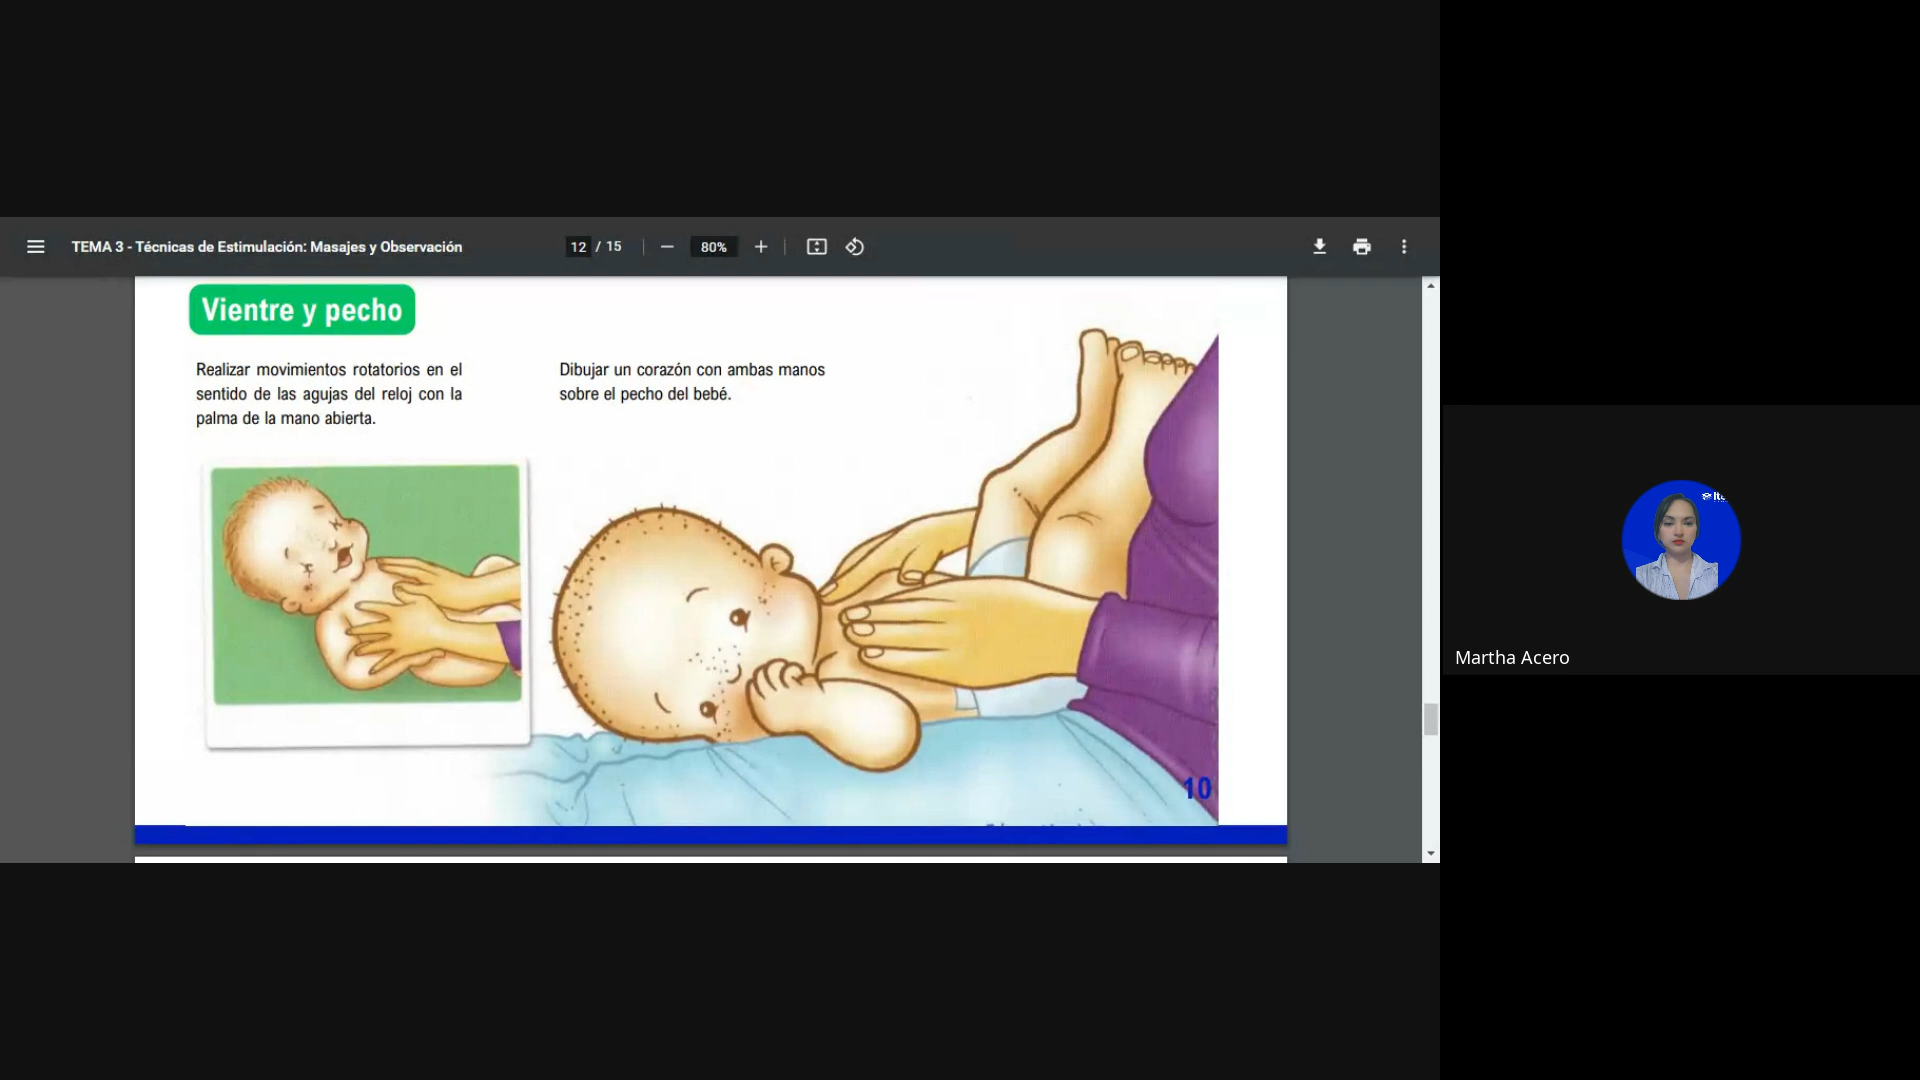 TEMA 3 - Técnicas de Estimulación: Masajes y Observación
12 / 15
80%
Vientre y pecho
Realizar movimientos rotatorios en el
sentido de las agujas del reloj con la
palma de la mano abierta.
Dibujar un corazón con ambas manos
sobre el pecho del bebé.
10
Martha Acero